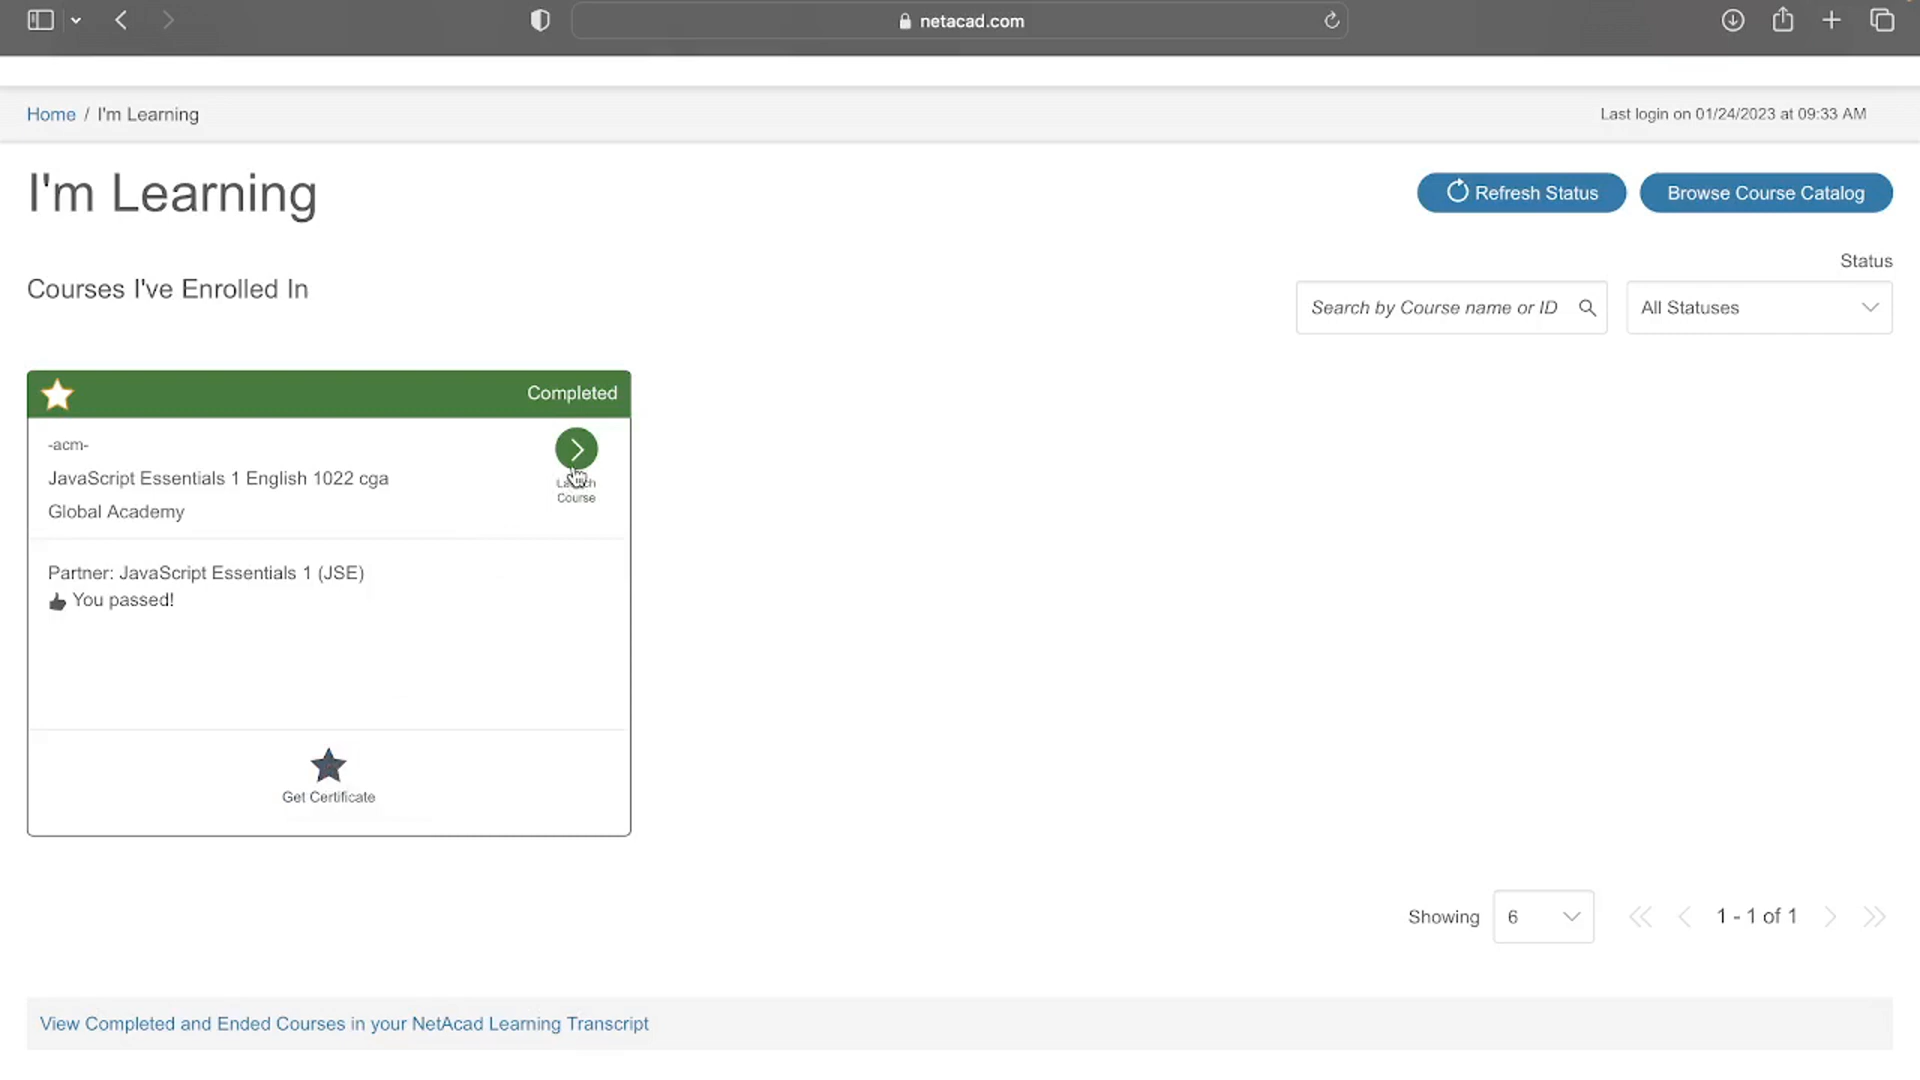 netacad.com
Home / I'm Learning
Last login on 01/24/2023 at 09:33 AM
I'm Learning
Refresh Status
Browse Course Catalog
Status
Courses I've Enrolled In
Search by Course name or ID
All Statuses
Completed
-acm-
JavaScript Essentials 1 English 1022 cga
Launch
Course
Global Academy
Partner: JavaScript Essentials 1 (JSE)
You passed!
Get Certificate
Showing 6 1 - 1 of 1
View Completed and Ended Courses in your NetAcad Learning Transcript